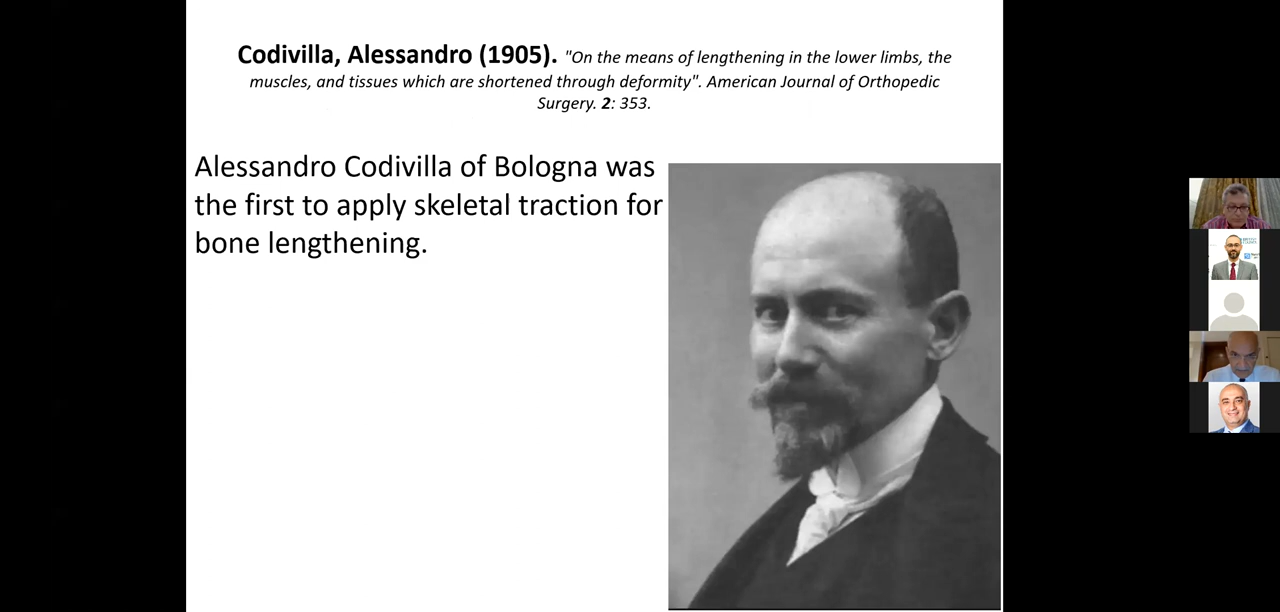 Codivilla, Alessandro (1905). "On the means of lengthening in the lower limbs, the
muscles, and tissues which are shortened through deformity". American Journal of Orthopedic
Surgery. 2: 353.
Alessandro Codivilla of Bologna was
the first to apply skeletal traction for
bone lengthening.